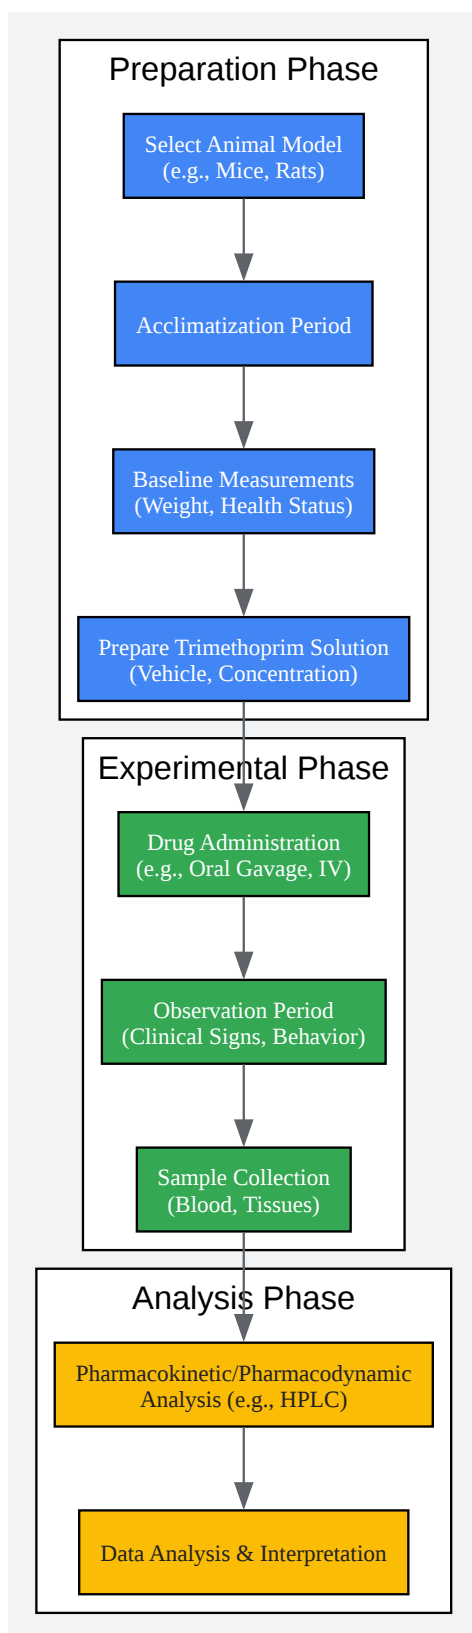 Preparation Phase
Select Animal Model
(e.g., Mice, Rats)
Acclimatization Period
Baseline Measurements
(Weight, Health Status)
Prepare Trimethoprim Solution
(Vehicle, Concentration)
Experimental Phase
Drug Administration
(e.g., Oral Gavage, IV)
Observation Period
(Clinical Signs, Behavior)
Sample Collection
(Blood, Tissues)
Analysis Phase
Pharmacokinetic/Pharmacodynamic
Analysis (e.g., HPLC)
Data Analysis & Interpretation